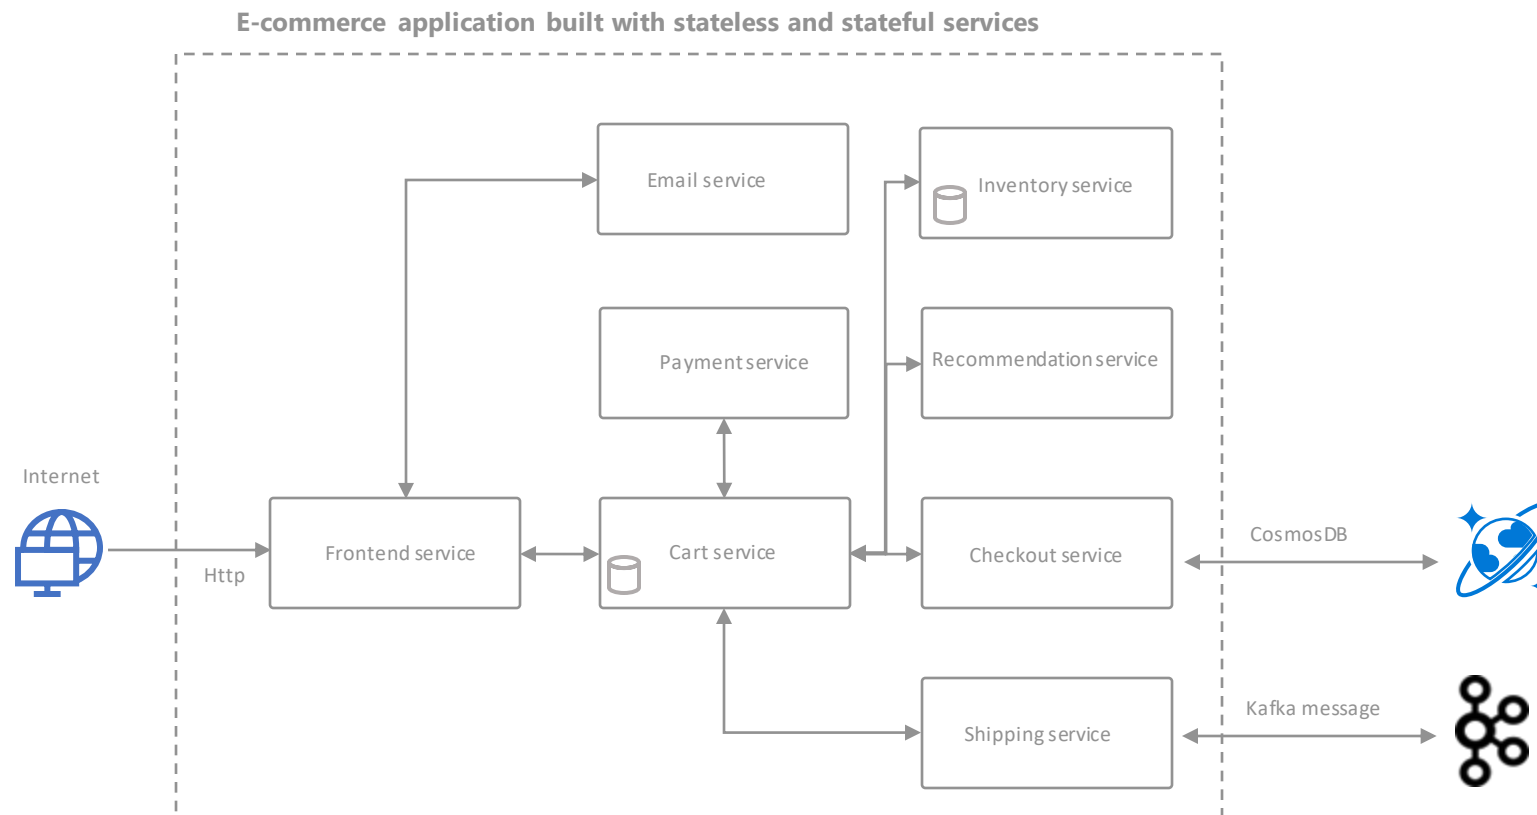 E-commerce application built with stateless and stateful services
Email service
Inventory service
Payment service
Recommendation service
Internet
Http
Frontend service
Cart service
Checkout service
CosmosDB
Shipping service
Kafka message